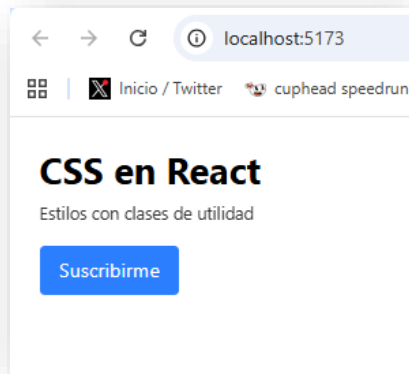 localhost:5173
Inicio / Twitter cuphead speedrun
CSS en React
Estilos con clases de utilidad
Suscribirme